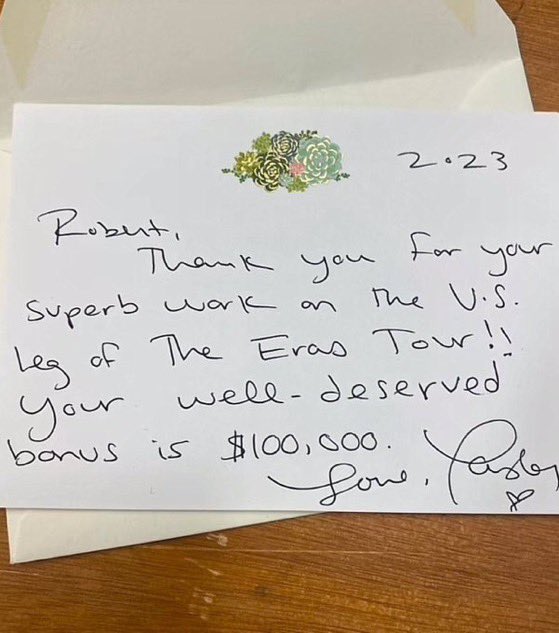 2.23
Robert,
Thank you for your
superb work on the U.S.
leg of The Eras Tour!!
Your well-deserved
bonus is $100,000.
Love, Taylor